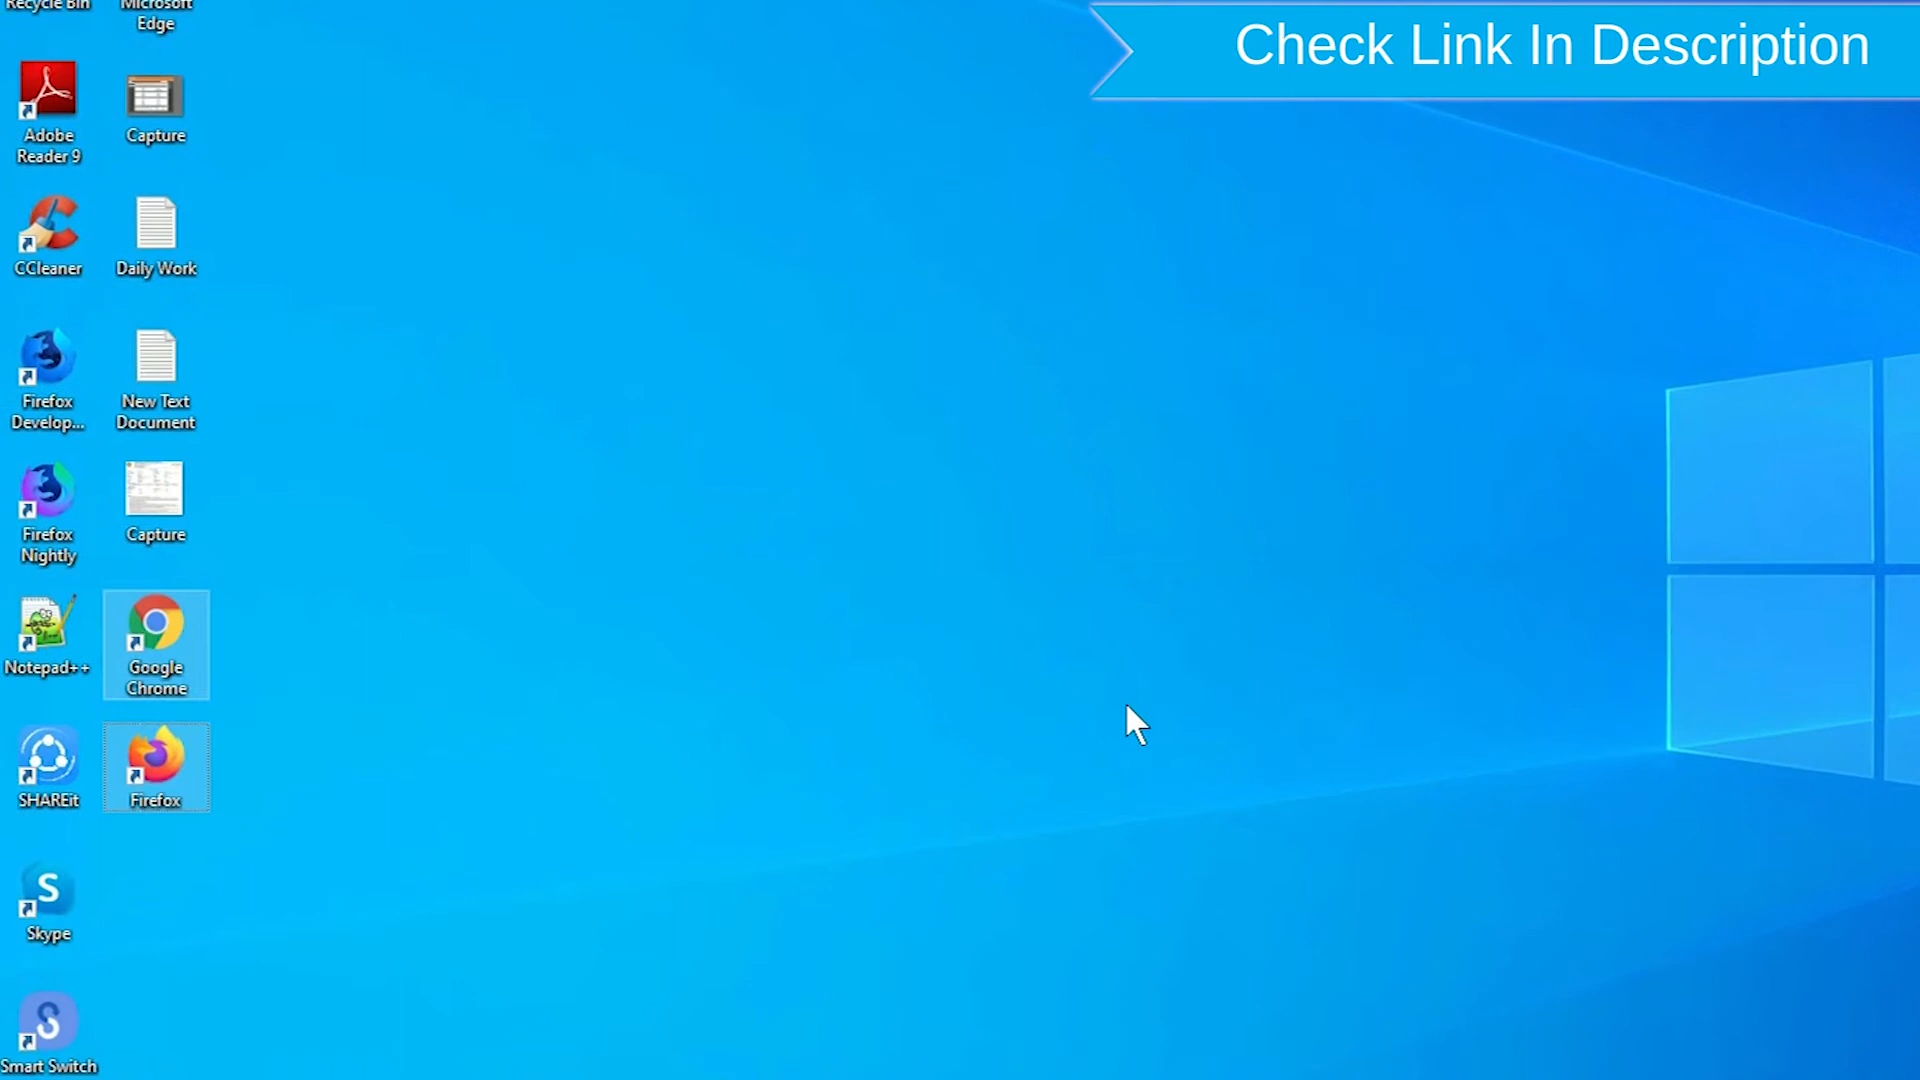 Recycle Bin
Microsoft
Edge
Check Link In Description
Adobe
Reader 9
Capture
CCleaner
Daily Work
Firefox
Develop...
New Text
Document
Firefox
Nightly
Capture
Notepad++
Google
Chrome
SHAREit
Firefox
Skype
Smart Switch